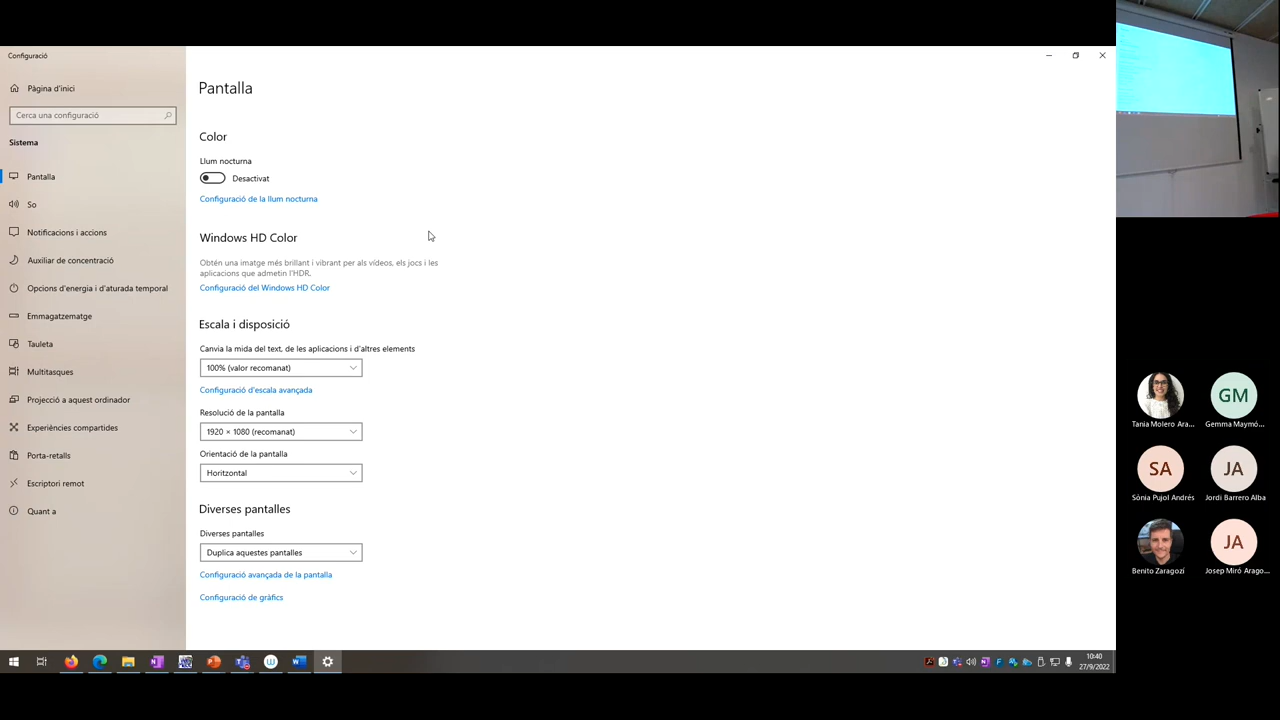 Configuració
Pàgina d'inici
Cerca una configuració
Sistema
Pantalla
So
Notificacions i accions
Auxiliar de concentració
Opcions d'energia i d'aturada temporal
Emmagatzematge
Tauleta
Multitasques
Projecció a aquest ordinador
Experiències compartides
Porta-retalls
Escriptori remot
Quant a
Pantalla
Color
Llum nocturna
Desactivat
Configuració de la llum nocturna
Windows HD Color
Obtén una imatge més brillant i vibrant per als vídeos, els jocs i les
aplicacions que admetin l'HDR.
Configuració del Windows HD Color
Escala i disposició
Canvia la mida del text, de les aplicacions i d'altres elements
100% (valor recomanat)
Configuració d'escala avançada
Resolució de la pantalla
1920 × 1080 (recomanat)
Orientació de la pantalla
Horitzontal
Diverses pantalles
Diverses pantalles
Duplica aquestes pantalles
Configuració avançada de la pantalla
Configuració de gràfics
10:40
27/9/2022
GM
Tania Molero Ara...
Gemma Maymó...
SA
JA
Sònia Pujol Andrés
Jordi Barrero Alba
JA
Benito Zaragozí
Josep Miró Arago...